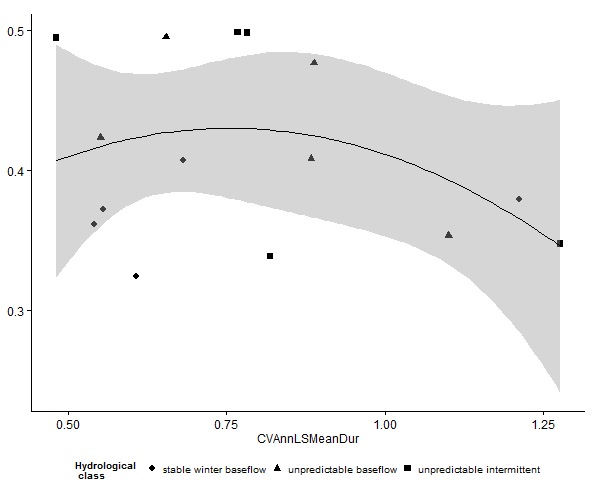 0.5
0.4
0.3
0.50 0.75 1.00 1.25
CVAnnLSMeanDur
Hydrological
class
stable winter baseflow unpredictable baseflow unpredictable intermittent